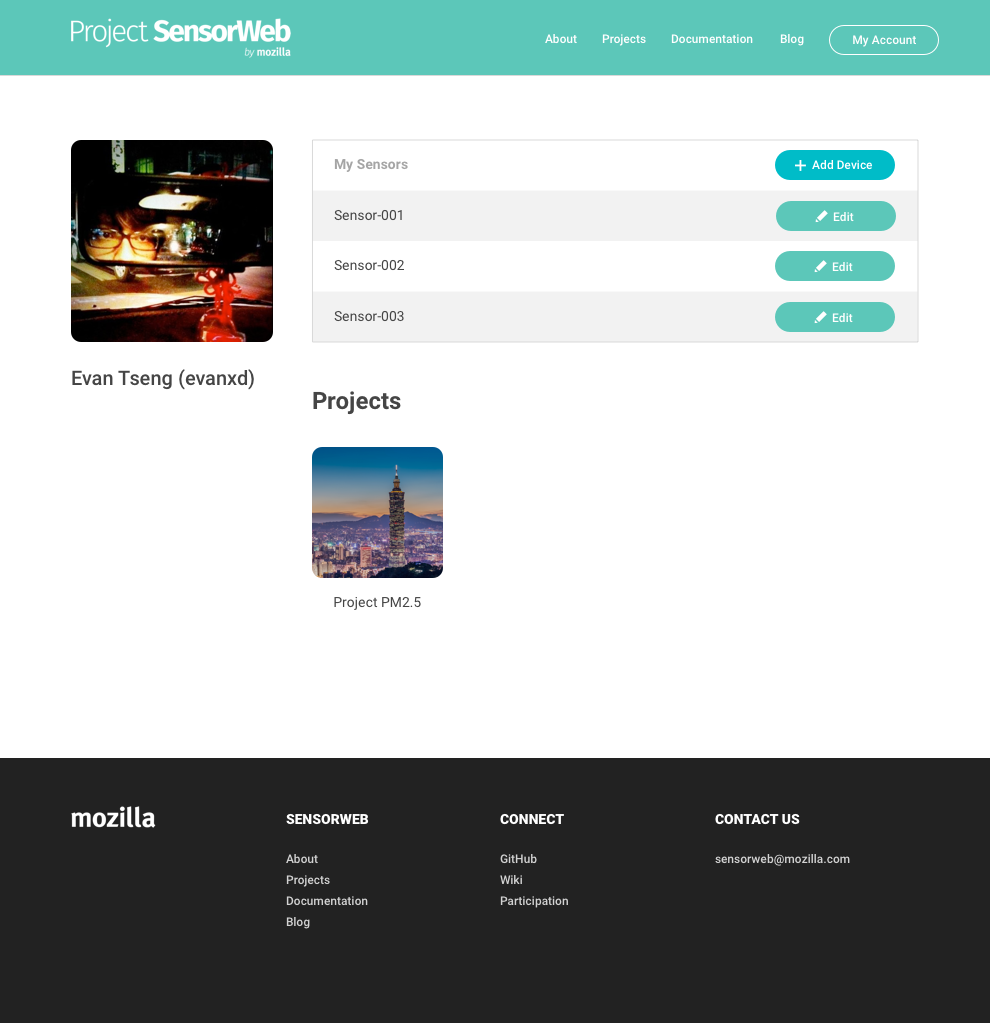 Project SensorWeb
by mozilla
About
Projects
Documentation
Blog
My Account
My Sensors
Add Device
Sensor-001
Edit
Sensor-002
Edit
Sensor-003
Edit
Evan Tseng (evanxd)
Projects
Project PM2.5
mozilla
SENSORWEB
About
Projects
Documentation
Blog
CONNECT
GitHub
Wiki
Participation
CONTACT US
sensorweb@mozilla.com